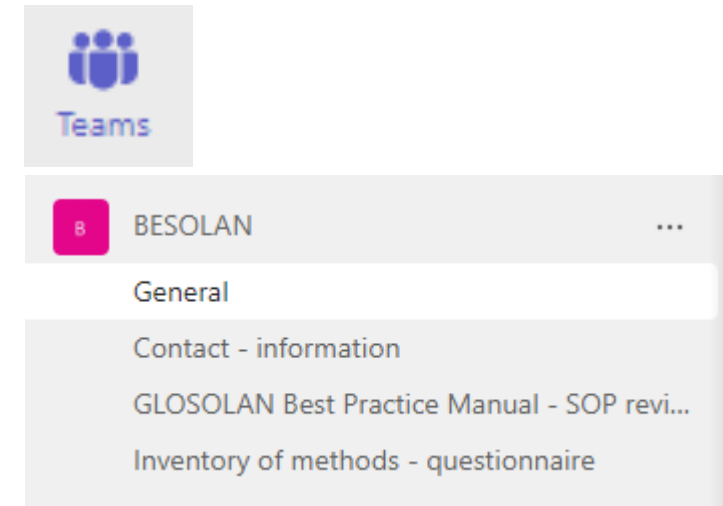 Teams
B
BESOLAN
...
General
Contact - information
GLOSOLAN Best Practice Manual - SOP revi...
Inventory of methods - questionnaire